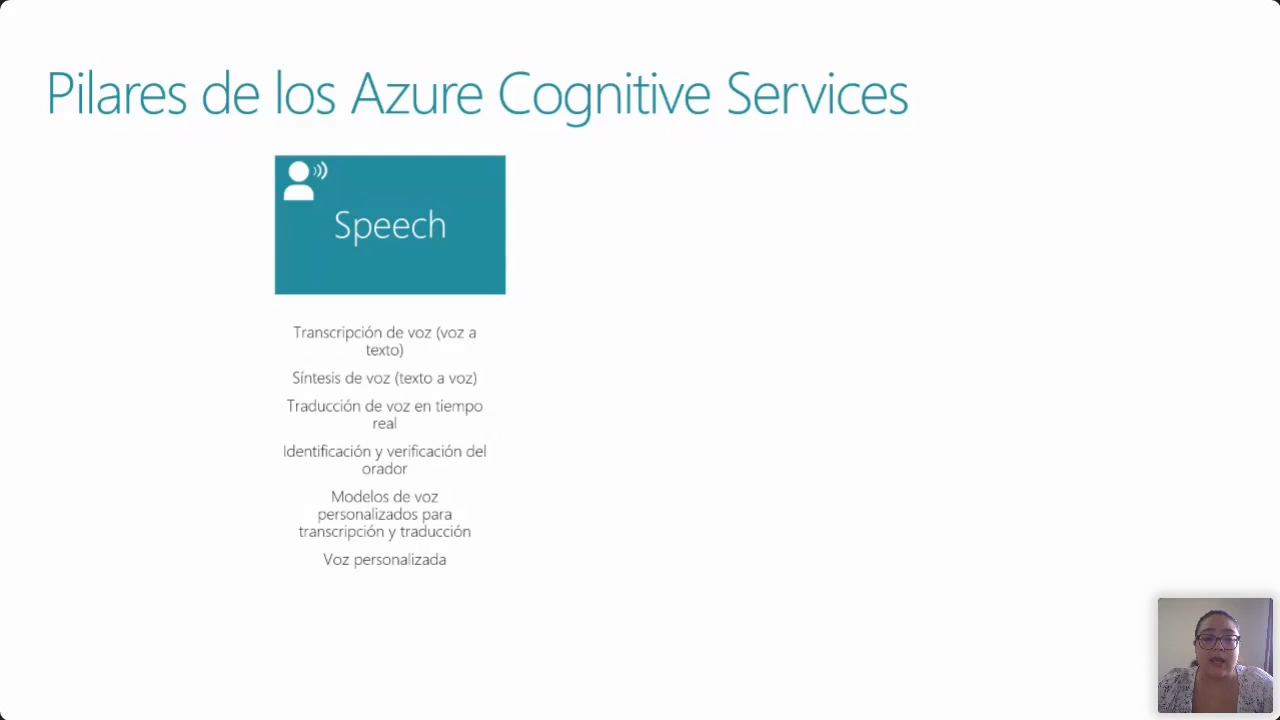 Pilares de los Azure Cognitive Services
Speech
Transcripción de voz (voz a
texto)
Síntesis de voz (texto a voz)
Traducción de voz en tiempo
real
Identificación y verificación del
orador
Modelos de voz
personalizados para
transcripción y traducción
Voz personalizada